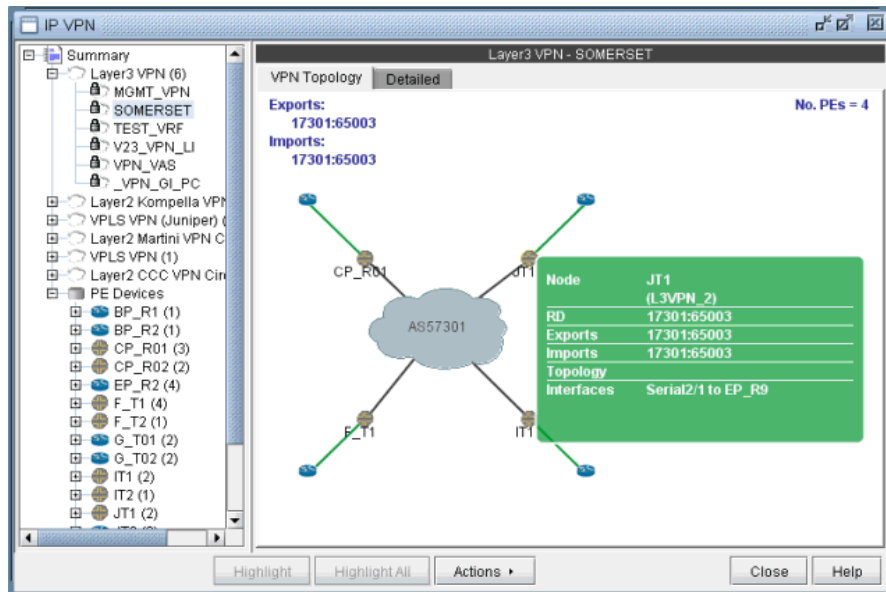 IP VPN
Summary
Layer3 VPN (6)
MGMT_VPN
SOMERSET
TEST_VRF
V23_VPN_LI
VPN_VAS
_VPN_GI_PC
Layer2 Kompella VPN
VPLS VPN (Juniper) (
Layer2 Martini VPN C
VPLS VPN (1)
Layer2 CCC VPN Cir
PE Devices
BP_R1 (1)
BP_R2 (1)
CP_R01 (3)
CP_R02 (2)
EP_R2 (4)
F_T1 (4)
F_T2 (1)
G_T01 (2)
G_T02 (2)
IT1 (2)
IT2 (1)
JT1 (2)
Layer3 VPN - SOMERSET
VPN Topology Detailed
Exports: No. PEs = 4
17301:65003
Imports:
17301:65003
CP_R01 JT1
AS57301
F_T1 IT1
Node JT1
(L3VPN_2)
RD 17301:65003
Exports 17301:65003
Imports 17301:65003
Topology
Interfaces Serial2/1 to EP_R9
Highlight Highlight All Actions Close Help